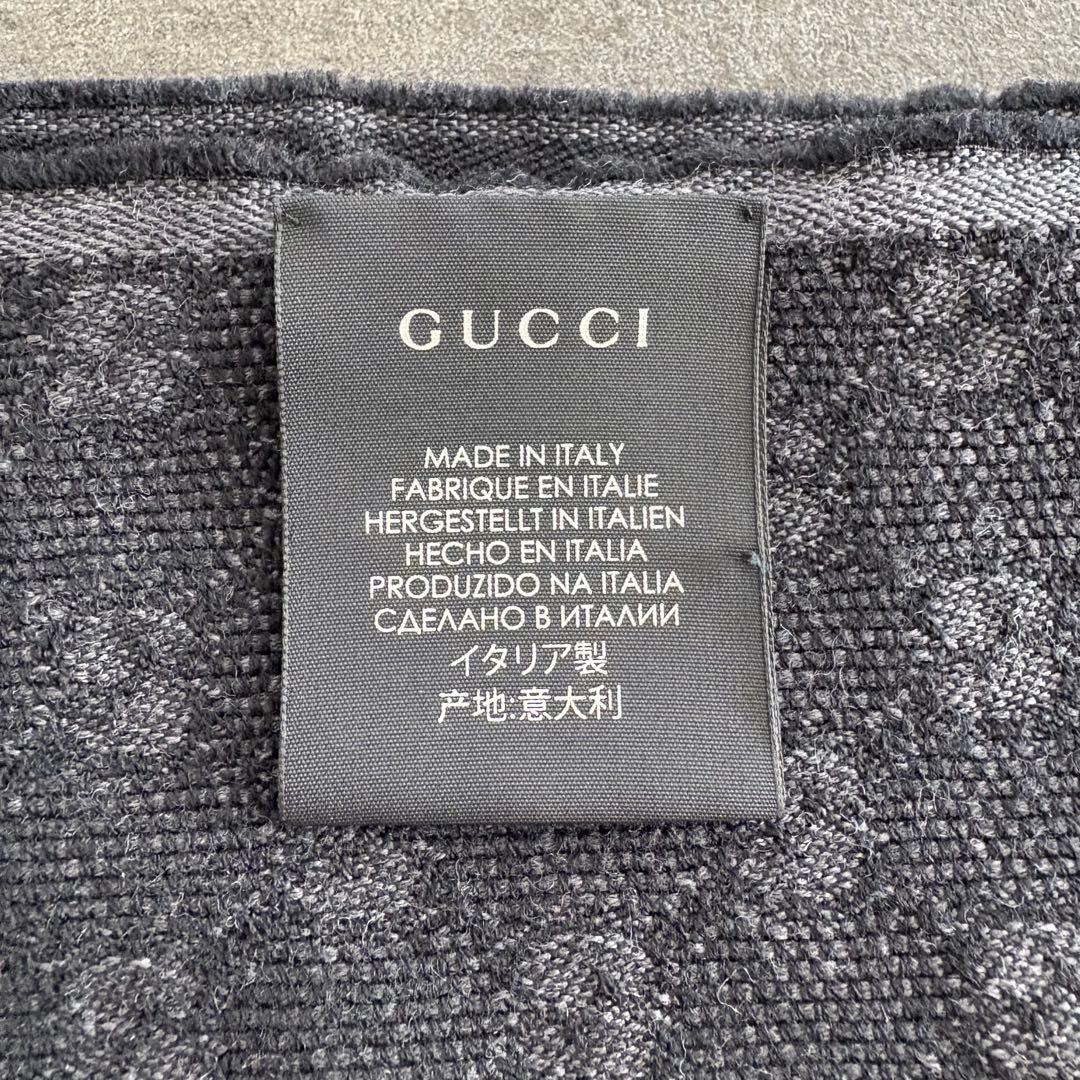 GUCCI
MADE IN ITALY
FABRIQUE EN ITALIE
HERGESTELLT IN ITALIEN
HECHO EN ITALIA
PRODUZIDO NA ITALIA
СДЕЛАНО В ИТАЛИИ
イタリア製
产地:意大利